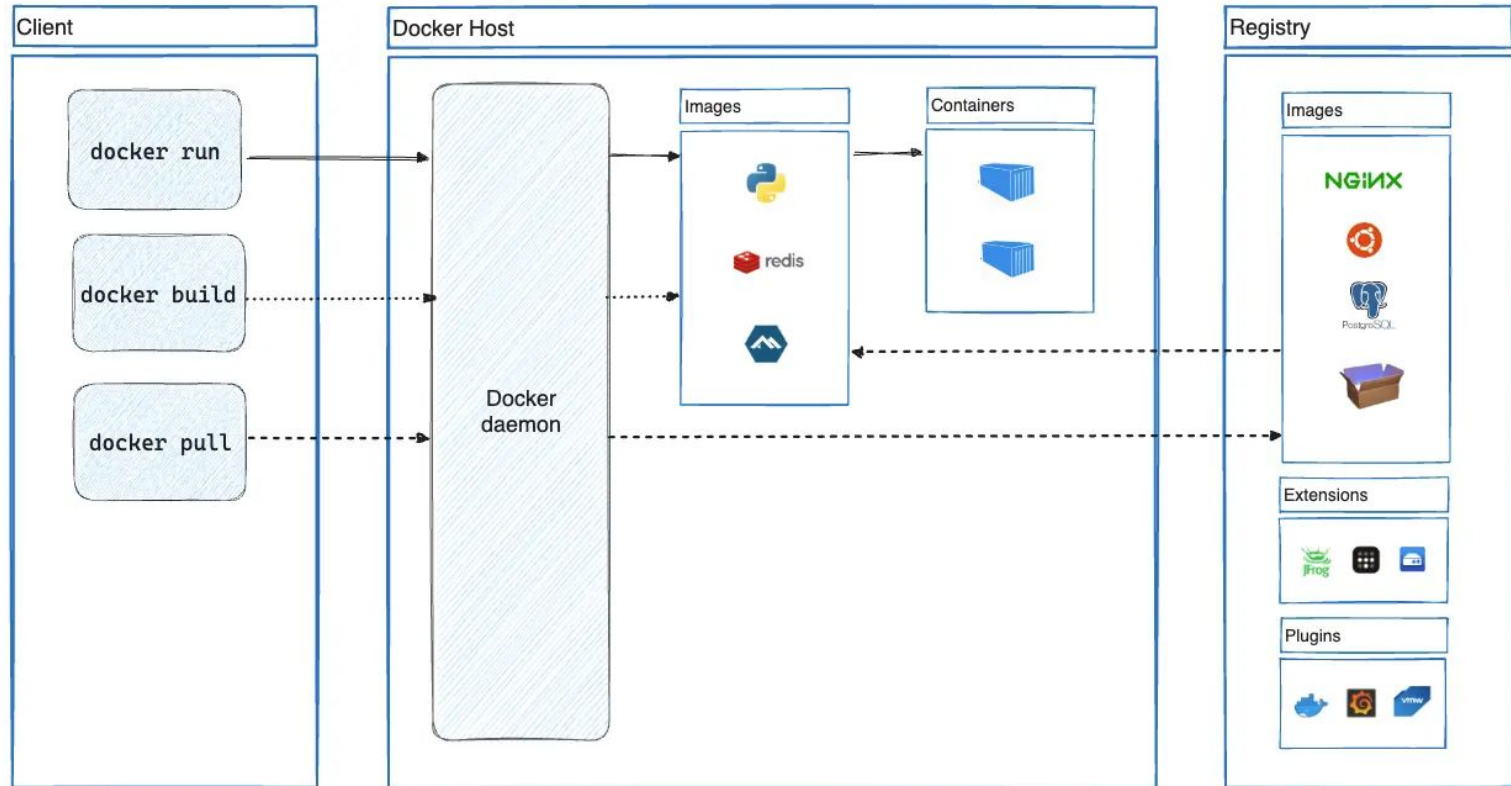 Client
Docker Host
Registry
docker run
docker build
docker pull
Docker
daemon
Images
redis
Containers
Images
NGINX
PostgreSQL
Extensions
JFrog
Plugins
vmw